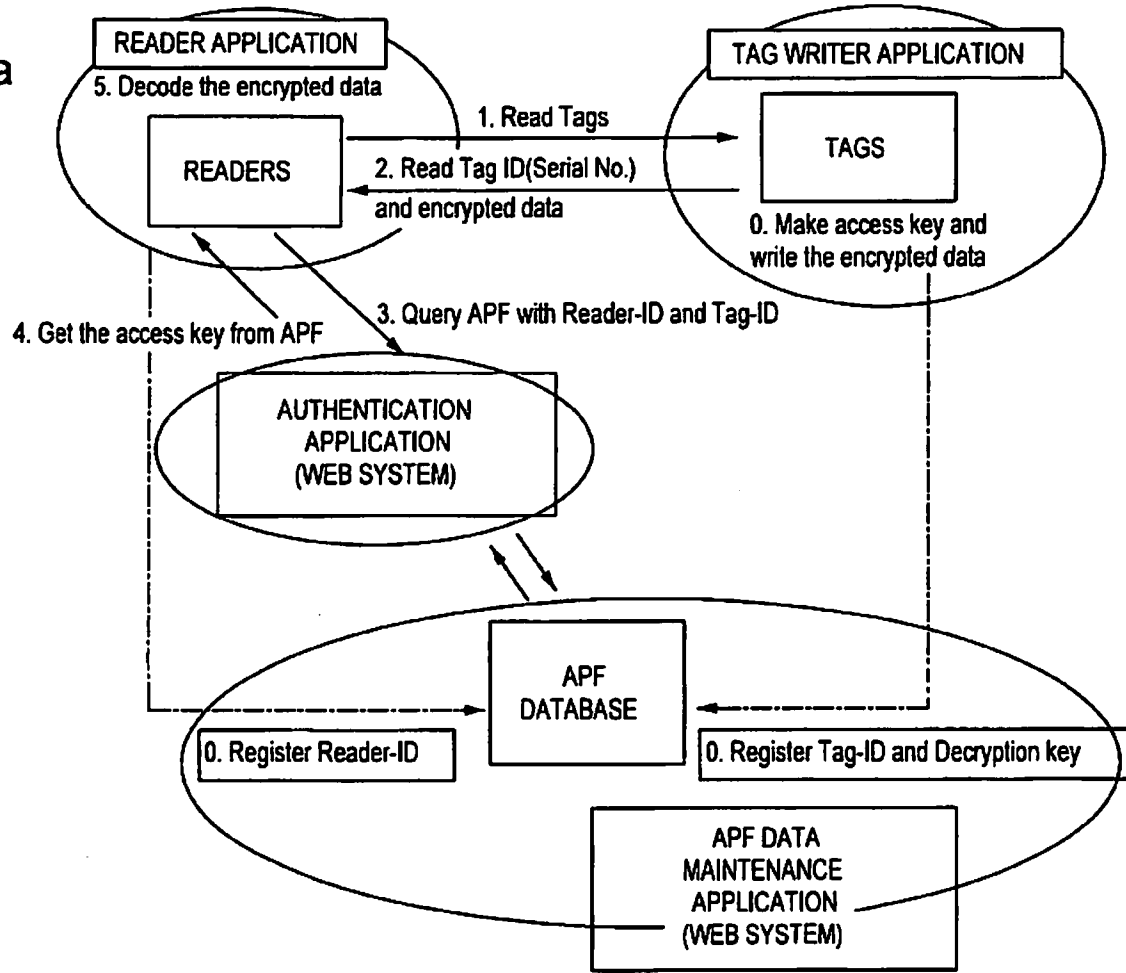 READER APPLICATION
5. Decode the encrypted data
READERS
a
TAG WRITER APPLICATION
TAGS
0. Make access key and
write the encrypted data
1. Read Tags
2. Read Tag ID(Serial No.)
and encrypted data
3. Query APF with Reader-ID and Tag-ID
4. Get the access key from APF
AUTHENTICATION
APPLICATION
(WEB SYSTEM)
APF
DATABASE
0. Register Reader-ID
0. Register Tag-ID and Decryption key
APF DATA
MAINTENANCE
APPLICATION
(WEB SYSTEM)